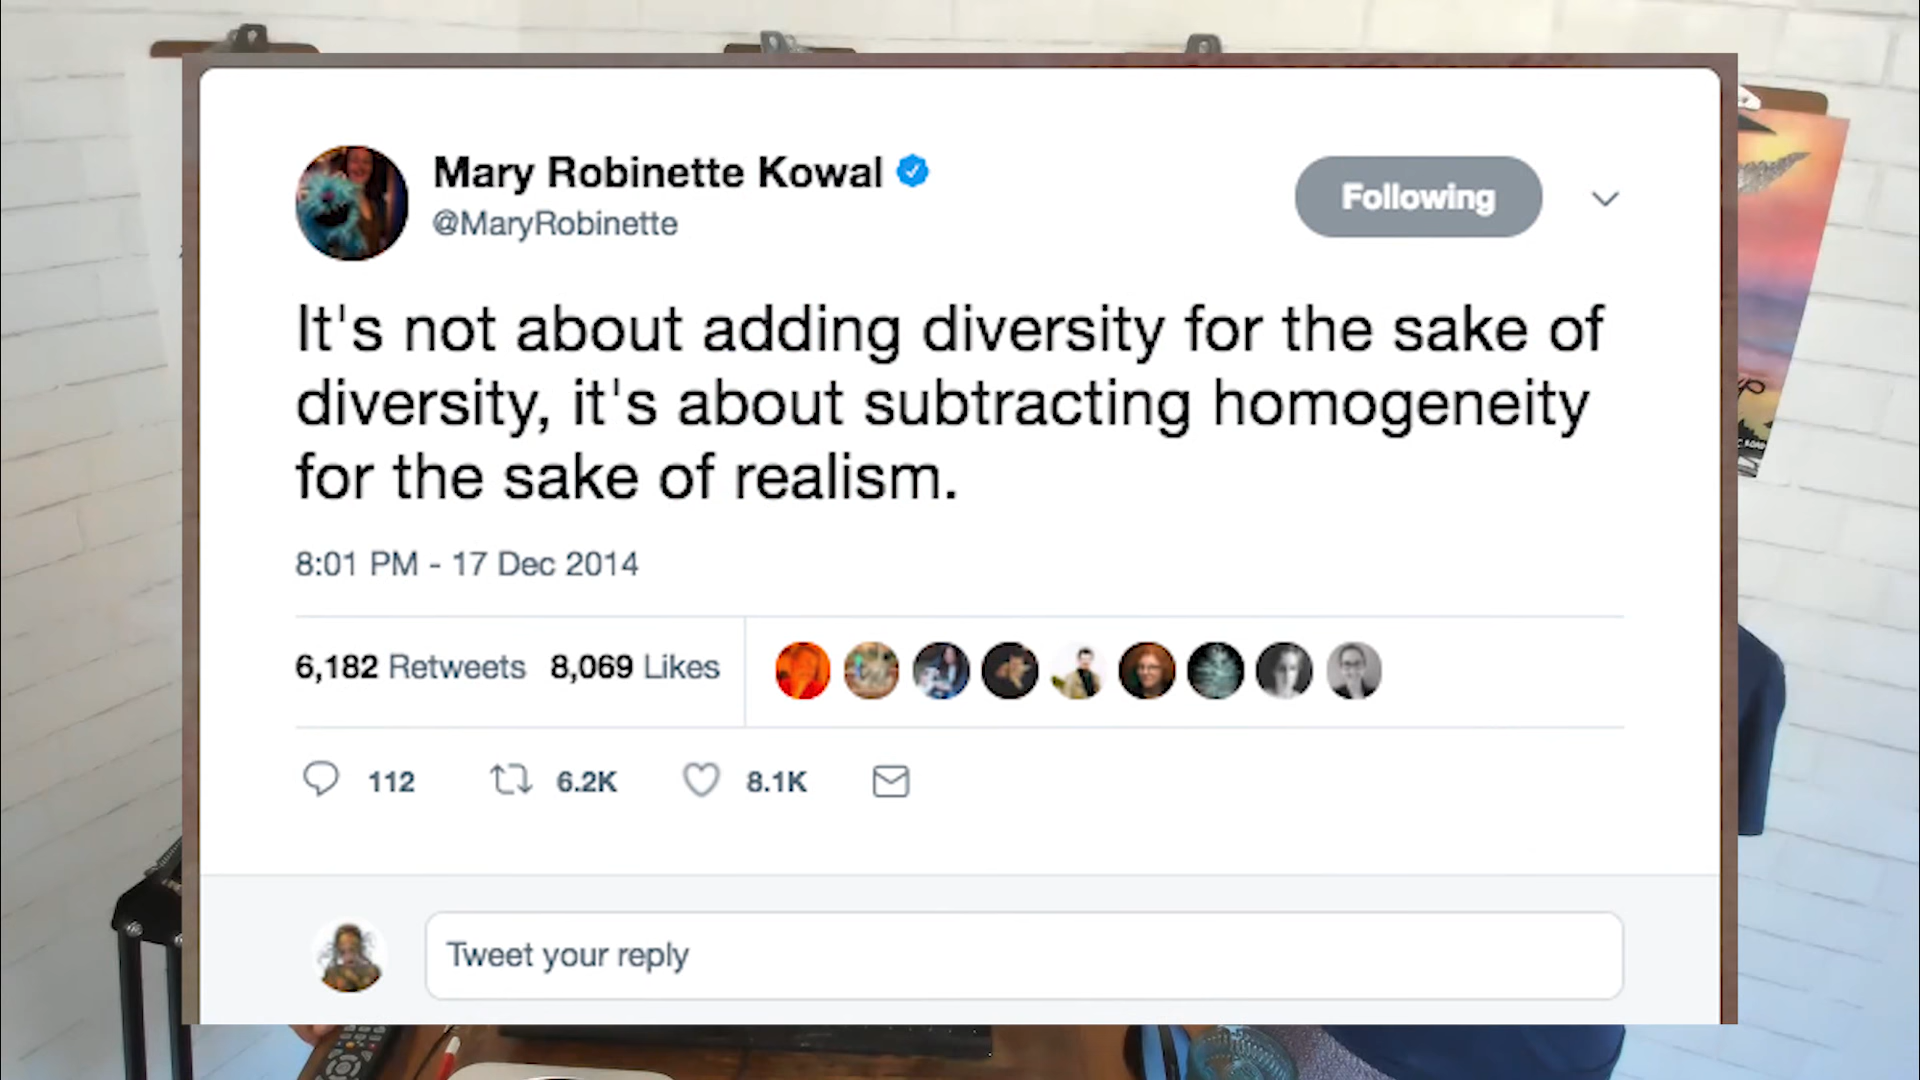 Mary Robinette Kowal
@MaryRobinette
Following
It's not about adding diversity for the sake of
diversity, it's about subtracting homogeneity
for the sake of realism.
8:01 PM - 17 Dec 2014
6,182 Retweets 8,069 Likes
112 6.2K 8.1K
Tweet your reply